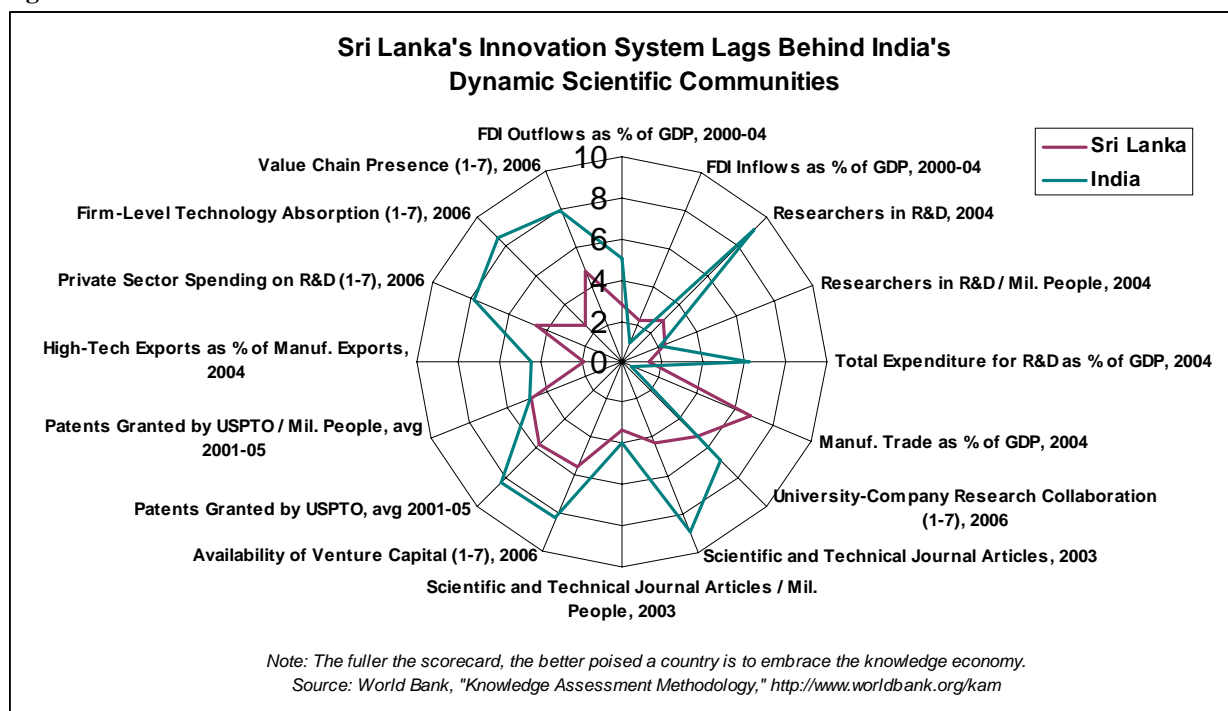 Sri Lanka's Innovation System Lags Behind India's
Dynamic Scientific Communities
FDI Outflows as % of GDP, 2000-04
FDI Inflows as % of GDP, 2000-04
Researchers in R&D, 2004
Researchers in R&D / Mil. People, 2004
Total Expenditure for R&D as % of GDP, 2004
Manuf. Trade as % of GDP, 2004
University-Company Research Collaboration
(1-7), 2006
Scientific and Technical Journal Articles, 2003
Scientific and Technical Journal Articles / Mil.
People, 2003
Availability of Venture Capital (1-7), 2006
Patents Granted by USPTO, avg 2001-05
Patents Granted by USPTO / Mil. People, avg
2001-05
High-Tech Exports as % of Manuf. Exports,
2004
Private Sector Spending on R&D (1-7), 2006
Firm-Level Technology Absorption (1-7), 2006
Value Chain Presence (1-7), 2006
10
8
6
4
2
0
Sri Lanka
India
Note: The fuller the scorecard, the better poised a country is to embrace the knowledge economy.
Source: World Bank, "Knowledge Assessment Methodology," http://www.worldbank.org/kam